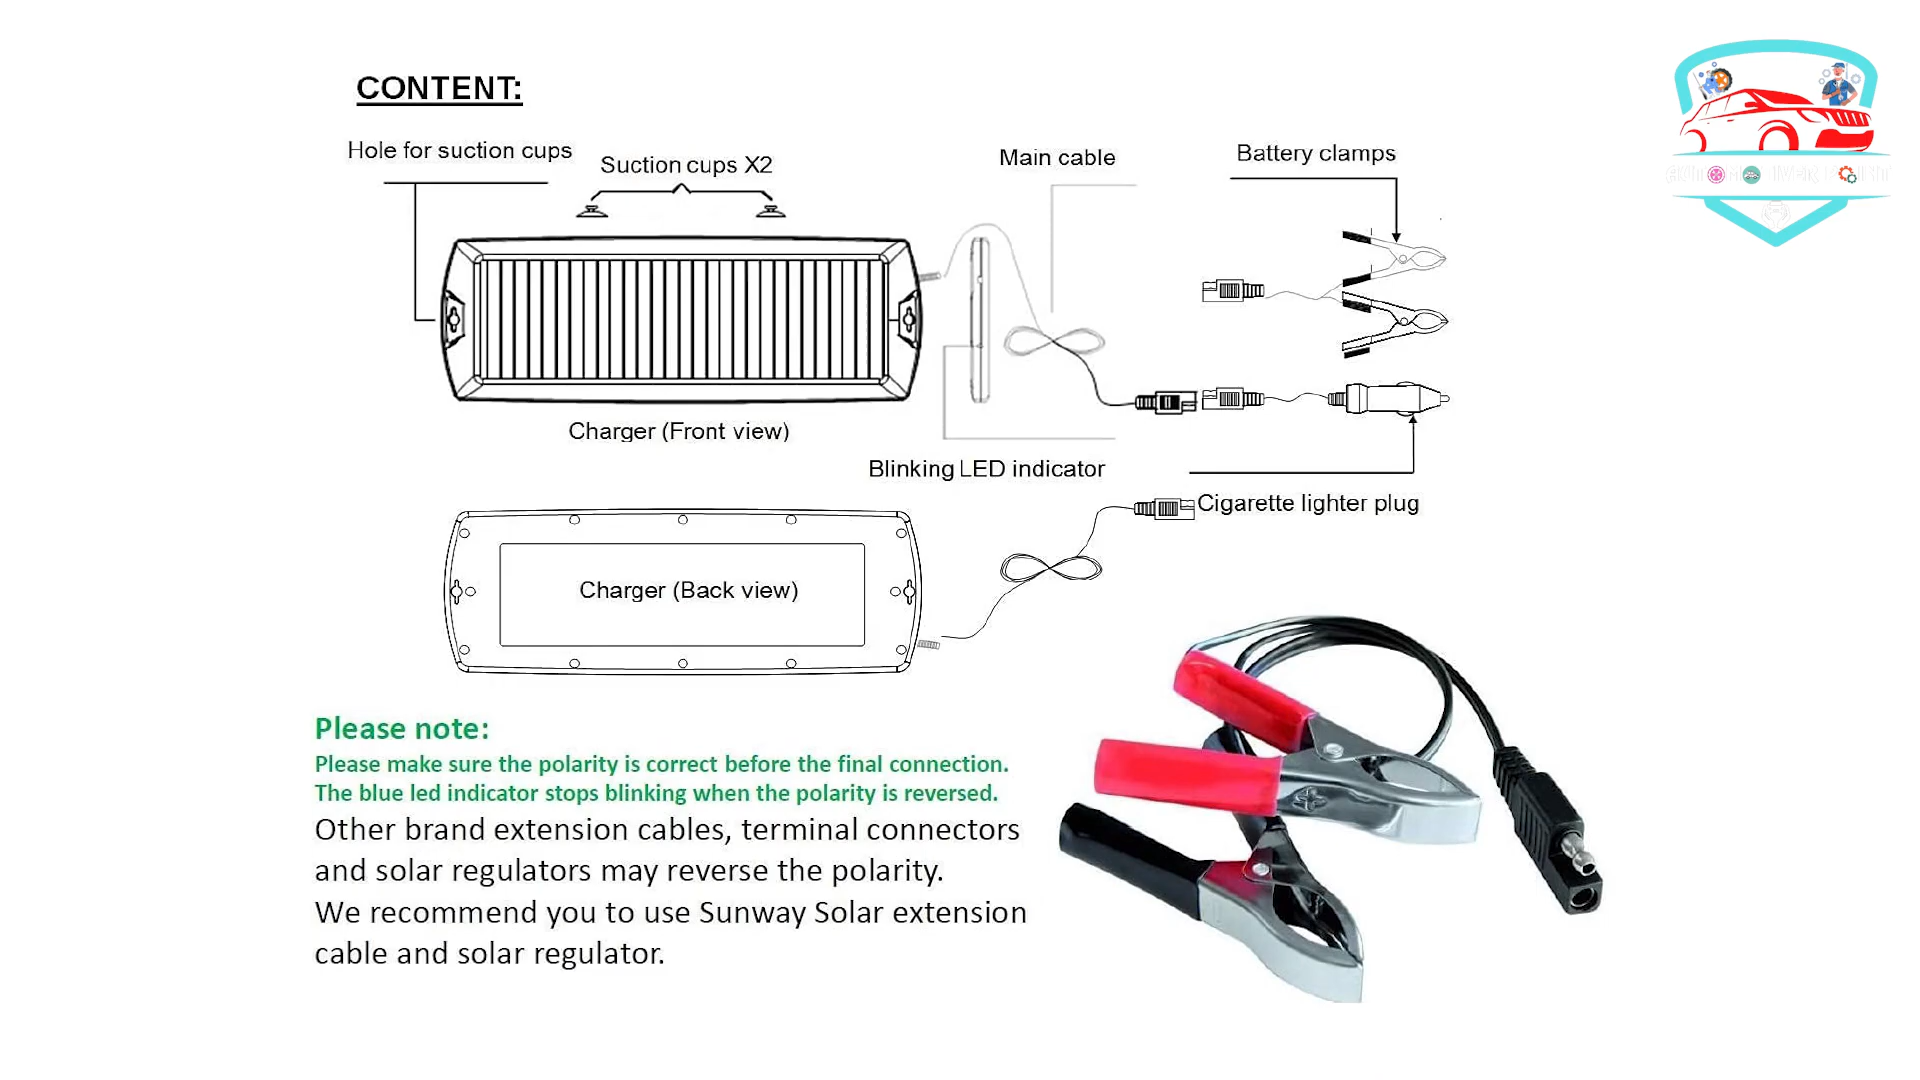 CONTENT:
Hole for suction cups
Suction cups X2
Main cable
Battery clamps
Charger (Front view)
Blinking LED indicator
Cigarette lighter plug
Charger (Back view)
Please note:
Please make sure the polarity is correct before the final connection.
The blue led indicator stops blinking when the polarity is reversed.
Other brand extension cables, terminal connectors
and solar regulators may reverse the polarity.
We recommend you to use Sunway Solar extension
cable and solar regulator.